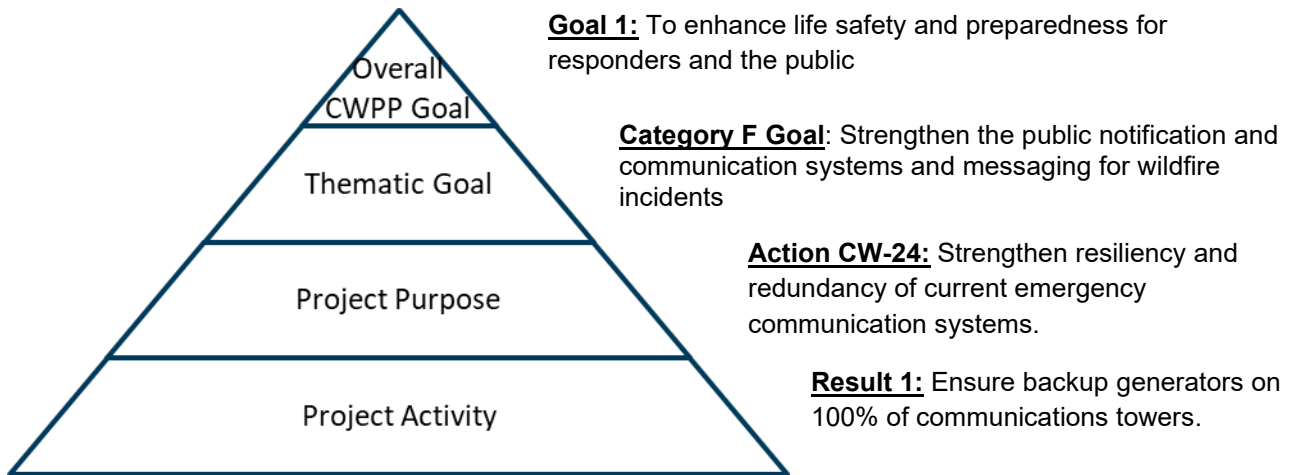 Overall
CWPP Goal
Goal 1: To enhance life safety and preparedness for
responders and the public
Thematic Goal
Category F Goal: Strengthen the public notification and
communication systems and messaging for wildfire
incidents
Project Purpose
Action CW-24: Strengthen resiliency and
redundancy of current emergency
communication systems.
Project Activity
Result 1: Ensure backup generators on
100% of communications towers.